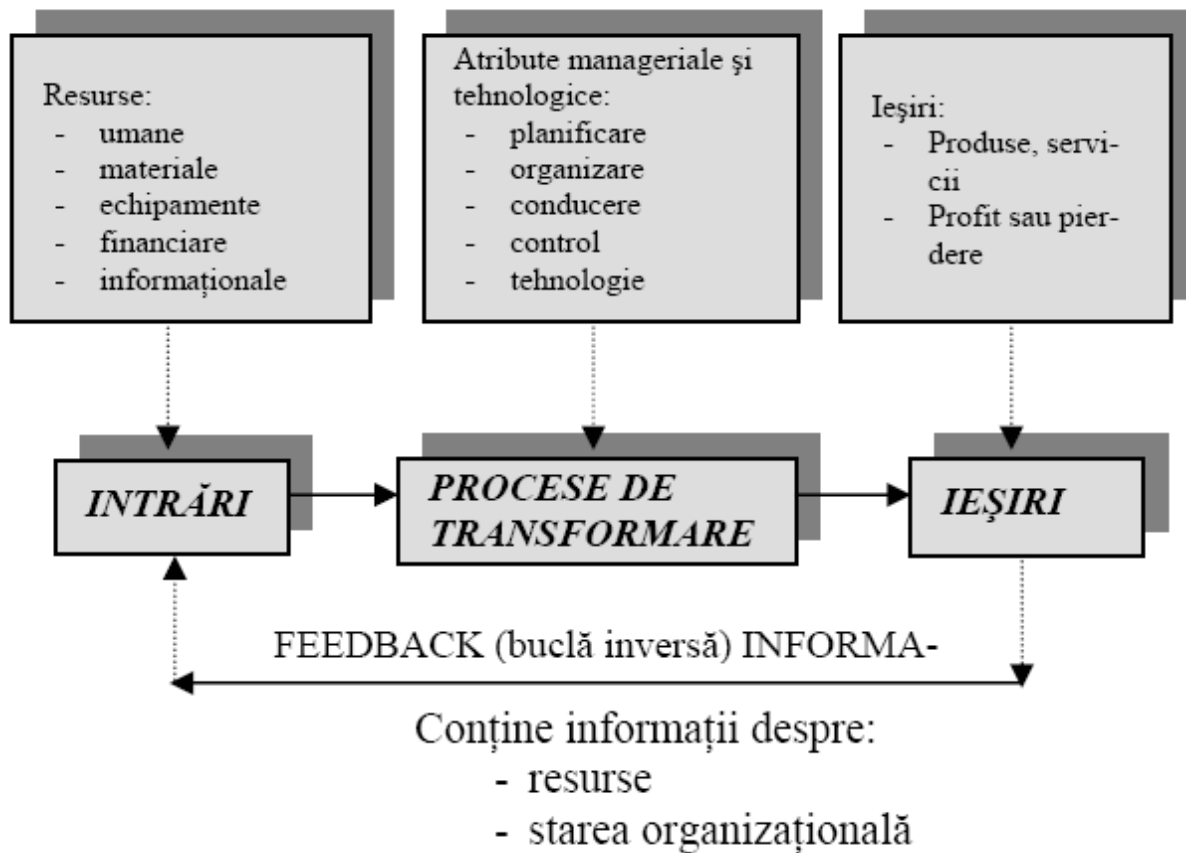 Resurse:
- umane
- materiale
- echipamente
- financiare
- informaționale
Atribute manageriale şi
tehnologice:
- planificare
- organizare
- conducere
- control
- tehnologie
Ieşiri:
- Produse, servi-
cii
- Profit sau pier-
dere
INTRĂRI
PROCESE DE
TRANSFORMARE
IEŞIRI
FEEDBACK (buclă inversă) INFORMA-
Conține informații despre:
- resurse
- starea organizațională